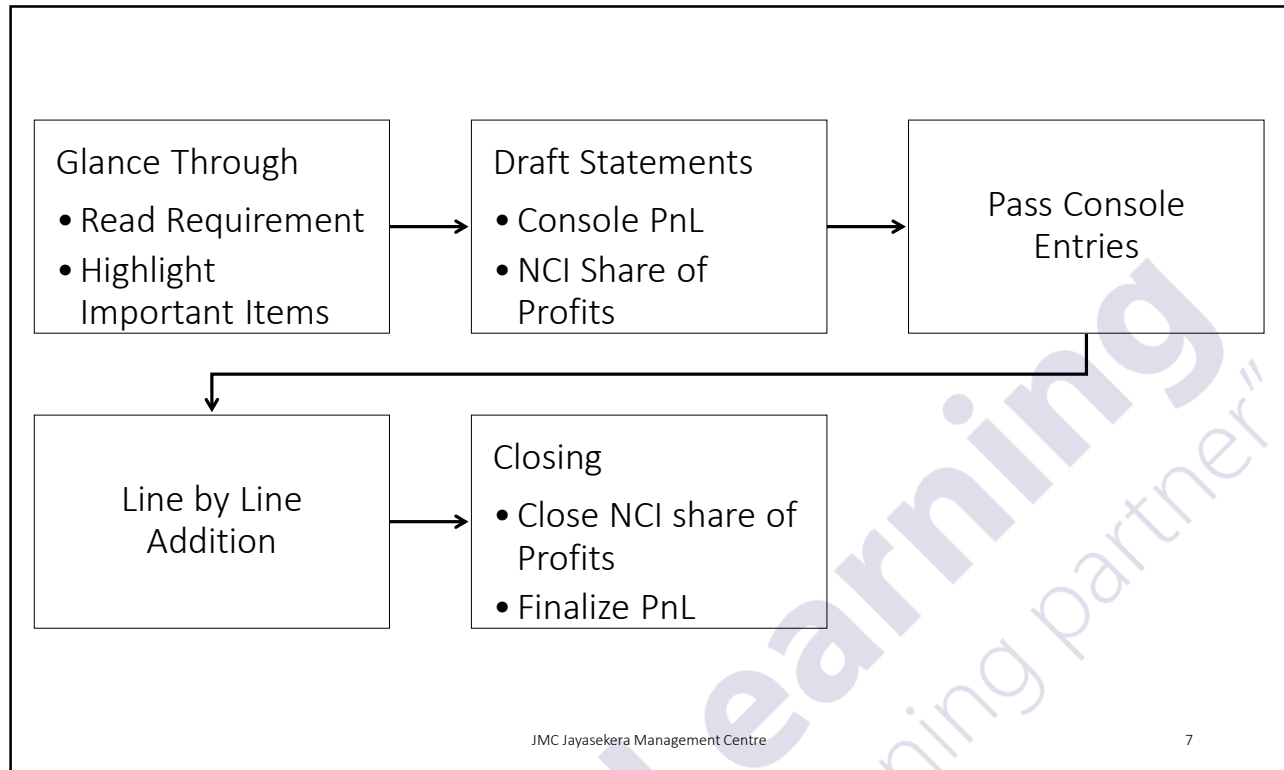 Glance Through
• Read Requirement
• Highlight
Important Items
Draft Statements
• Console PnL
• NCI Share of
Profits
Pass Console
Entries
Line by Line
Addition
Closing
• Close NCI share of
Profits
• Finalize PnL
JMC Jayasekera Management Centre
7